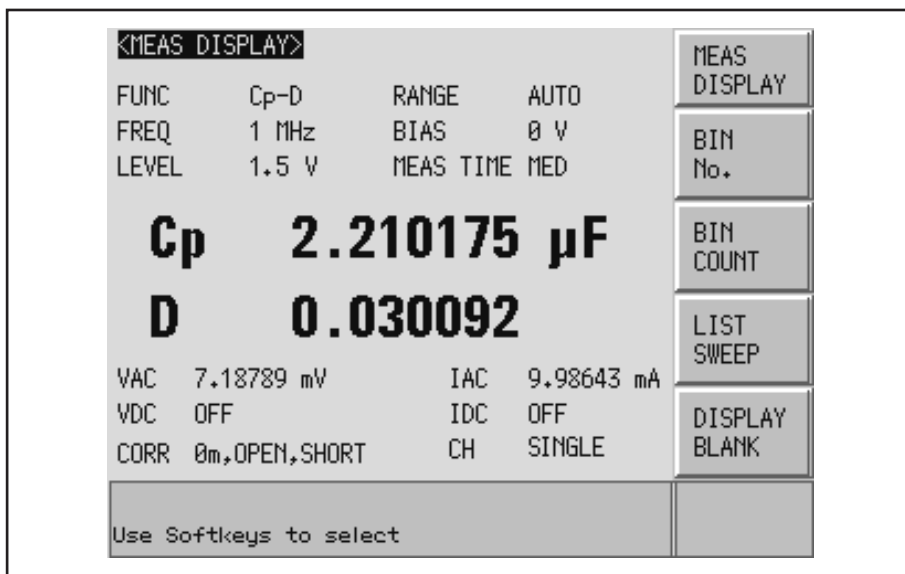 <MEAS DISPLAY>
FUNC Cp-D RANGE AUTO
FREQ 1 MHz BIAS 0 V
LEVEL 1.5 V MEAS TIME MED
Cp 2.210175 µF
D 0.030092
VAC 7.18789 mV IAC 9.98643 mA
VDC OFF IDC OFF
CORR 0m,OPEN,SHORT CH SINGLE
Use Softkeys to select
MEAS
DISPLAY
BIN
No.
BIN
COUNT
LIST
SWEEP
DISPLAY
BLANK